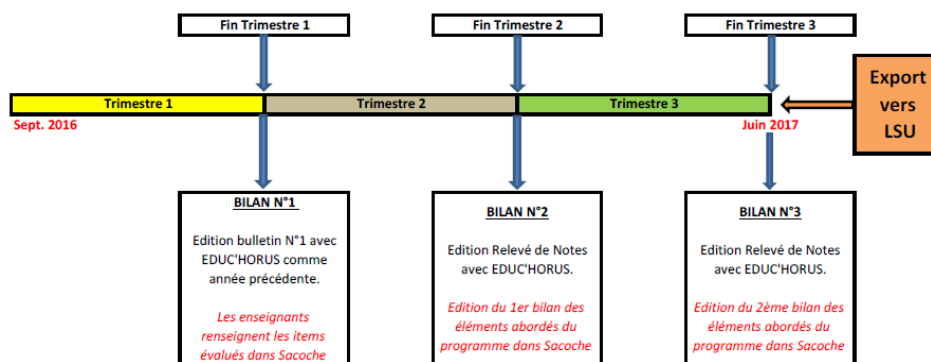 Fin Trimestre 1
Fin Trimestre 2
Fin Trimestre 3
Export
vers
LSU
Trimestre 1
Trimestre 2
Trimestre 3
Sept. 2016
Juin 2017
BILAN N°1
Edition bulletin N°1 avec
EDUC'HORUS comme
année précédente.
Les enseignants
renseignent les items
évalués dans Sacoche
BILAN N°2
Edition Relevé de Notes
avec EDUC'HORUS.
Edition du 1er bilan des
éléments abordés du
programme dans Sacoche
BILAN N°3
Edition Relevé de Notes
avec EDUC'HORUS.
Edition du 2ème bilan des
éléments abordés du
programme dans Sacoche